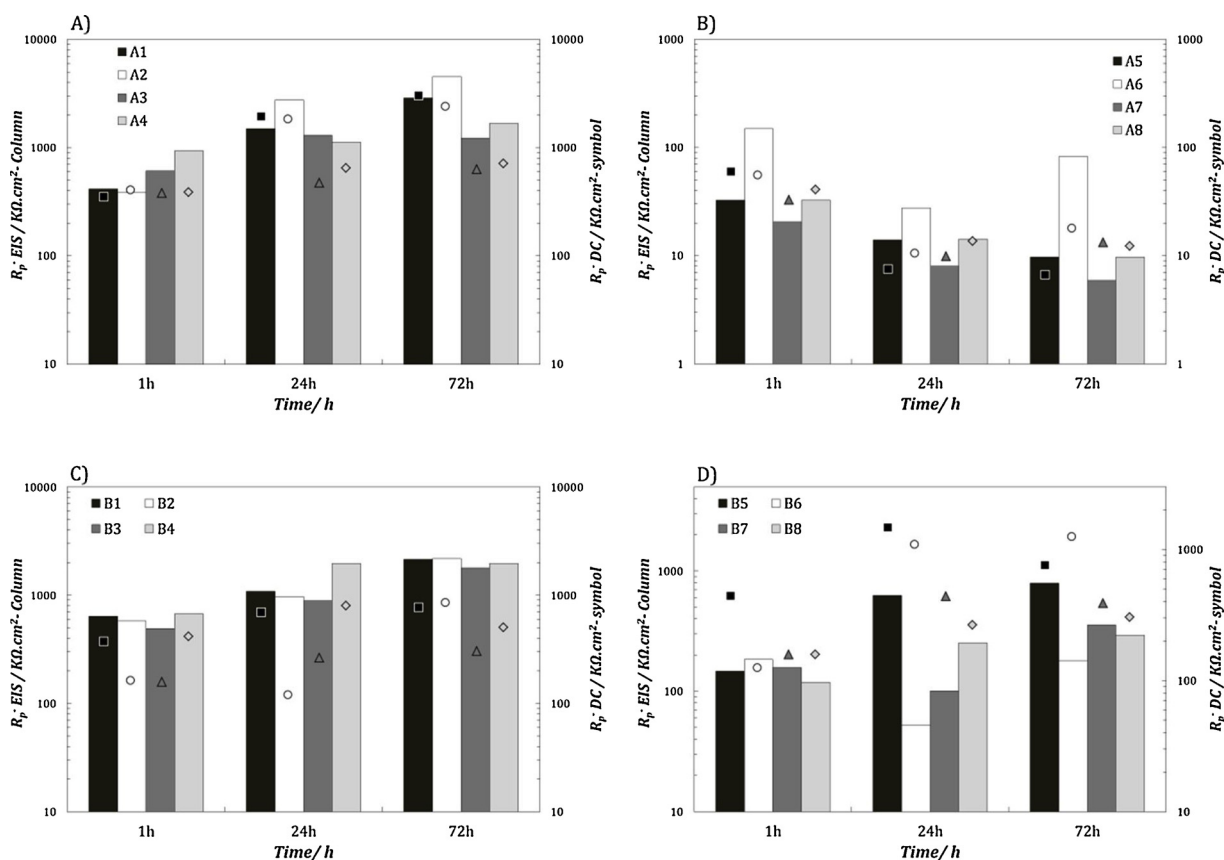 A)
10000
1000
100
10
A1
A2
A3
A4
10000
1000
100
10
Rp- EIS / KΩ.cm²- Column
Rp- DC / KΩ.cm²- symbol
1h 24h 72h
Time/ h
B)
1000
100
10
1
A5
A6
A7
A8
1000
100
10
1
Rp- EIS / KΩ.cm²- Column
Rp- DC / KΩ.cm²- symbol
1h 24h 72h
Time/ h
C)
10000
1000
100
10
B1 B2
B3 B4
10000
1000
100
10
Rp- EIS / KΩ.cm²- Column
Rp- DC / KΩ.cm²-symbol
1h 24h 72h
Time/ h
D)
1000
100
10
B5 B6
B7 B8
1000
100
10
Rp- EIS / KΩ.cm²- Column
Rp- DC / KΩ.cm²-symbol
1h 24h 72h
Time/ h